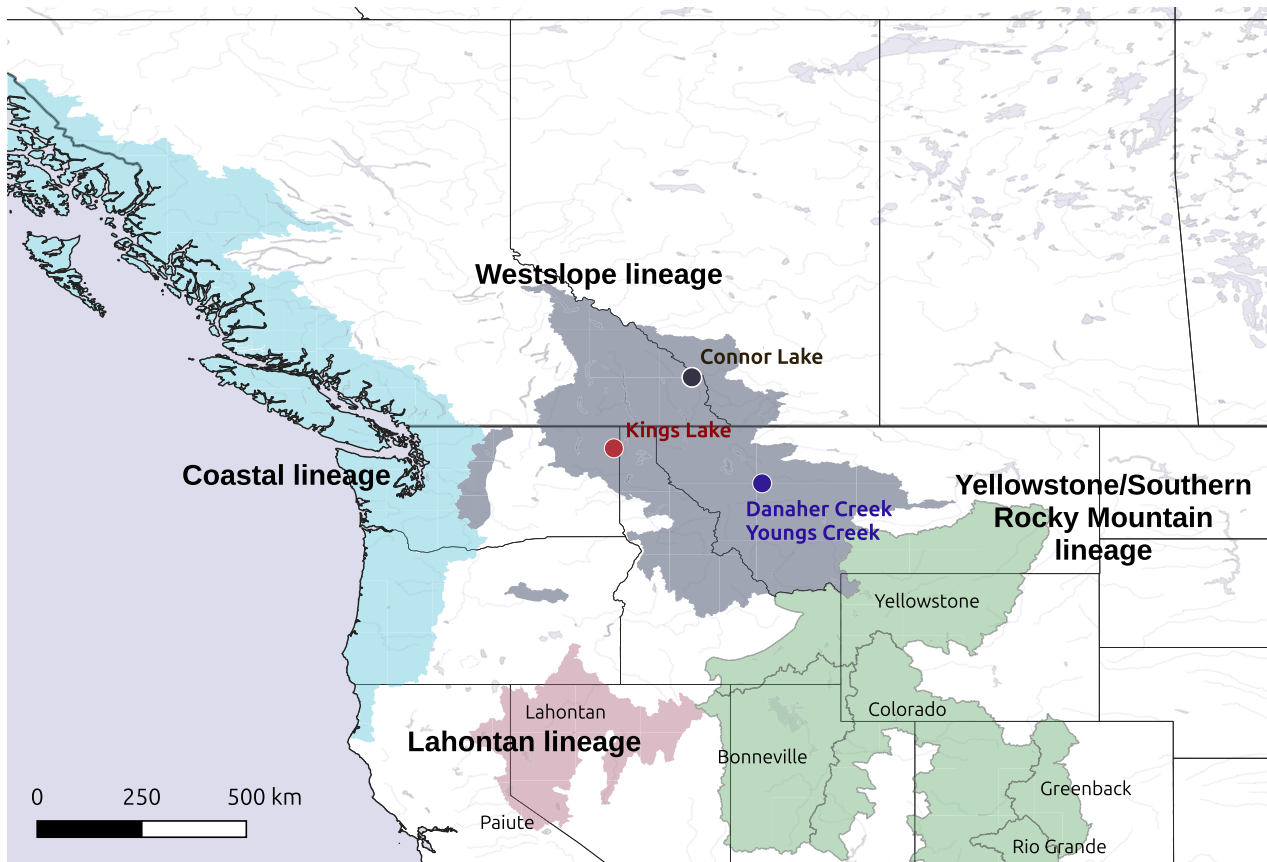 Westslope lineage
Connor Lake
Kings Lake
Coastal lineage
Danaher Creek
Youngs Creek
Yellowstone/Southern
Rocky Mountain
lineage
Yellowstone
Lahontan
Lahontan lineage
Colorado
Bonneville
Greenback
Paiute
Rio Grande
0 250 500 km